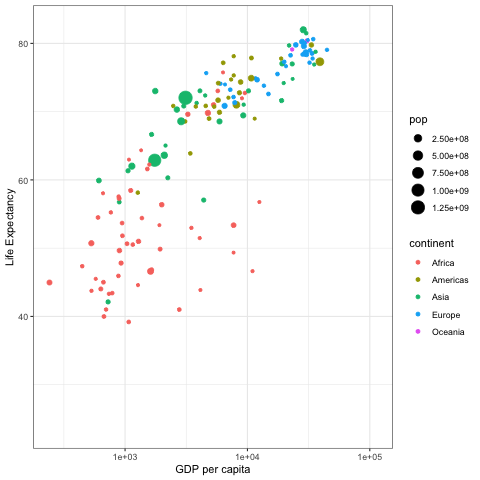 80
60
40
Life Expectancy
1e+03
1e+04
1e+05
GDP per capita
pop
2.50e+08
5.00e+08
7.50e+08
1.00e+09
1.25e+09
continent
Africa
Americas
Asia
Europe
Oceania